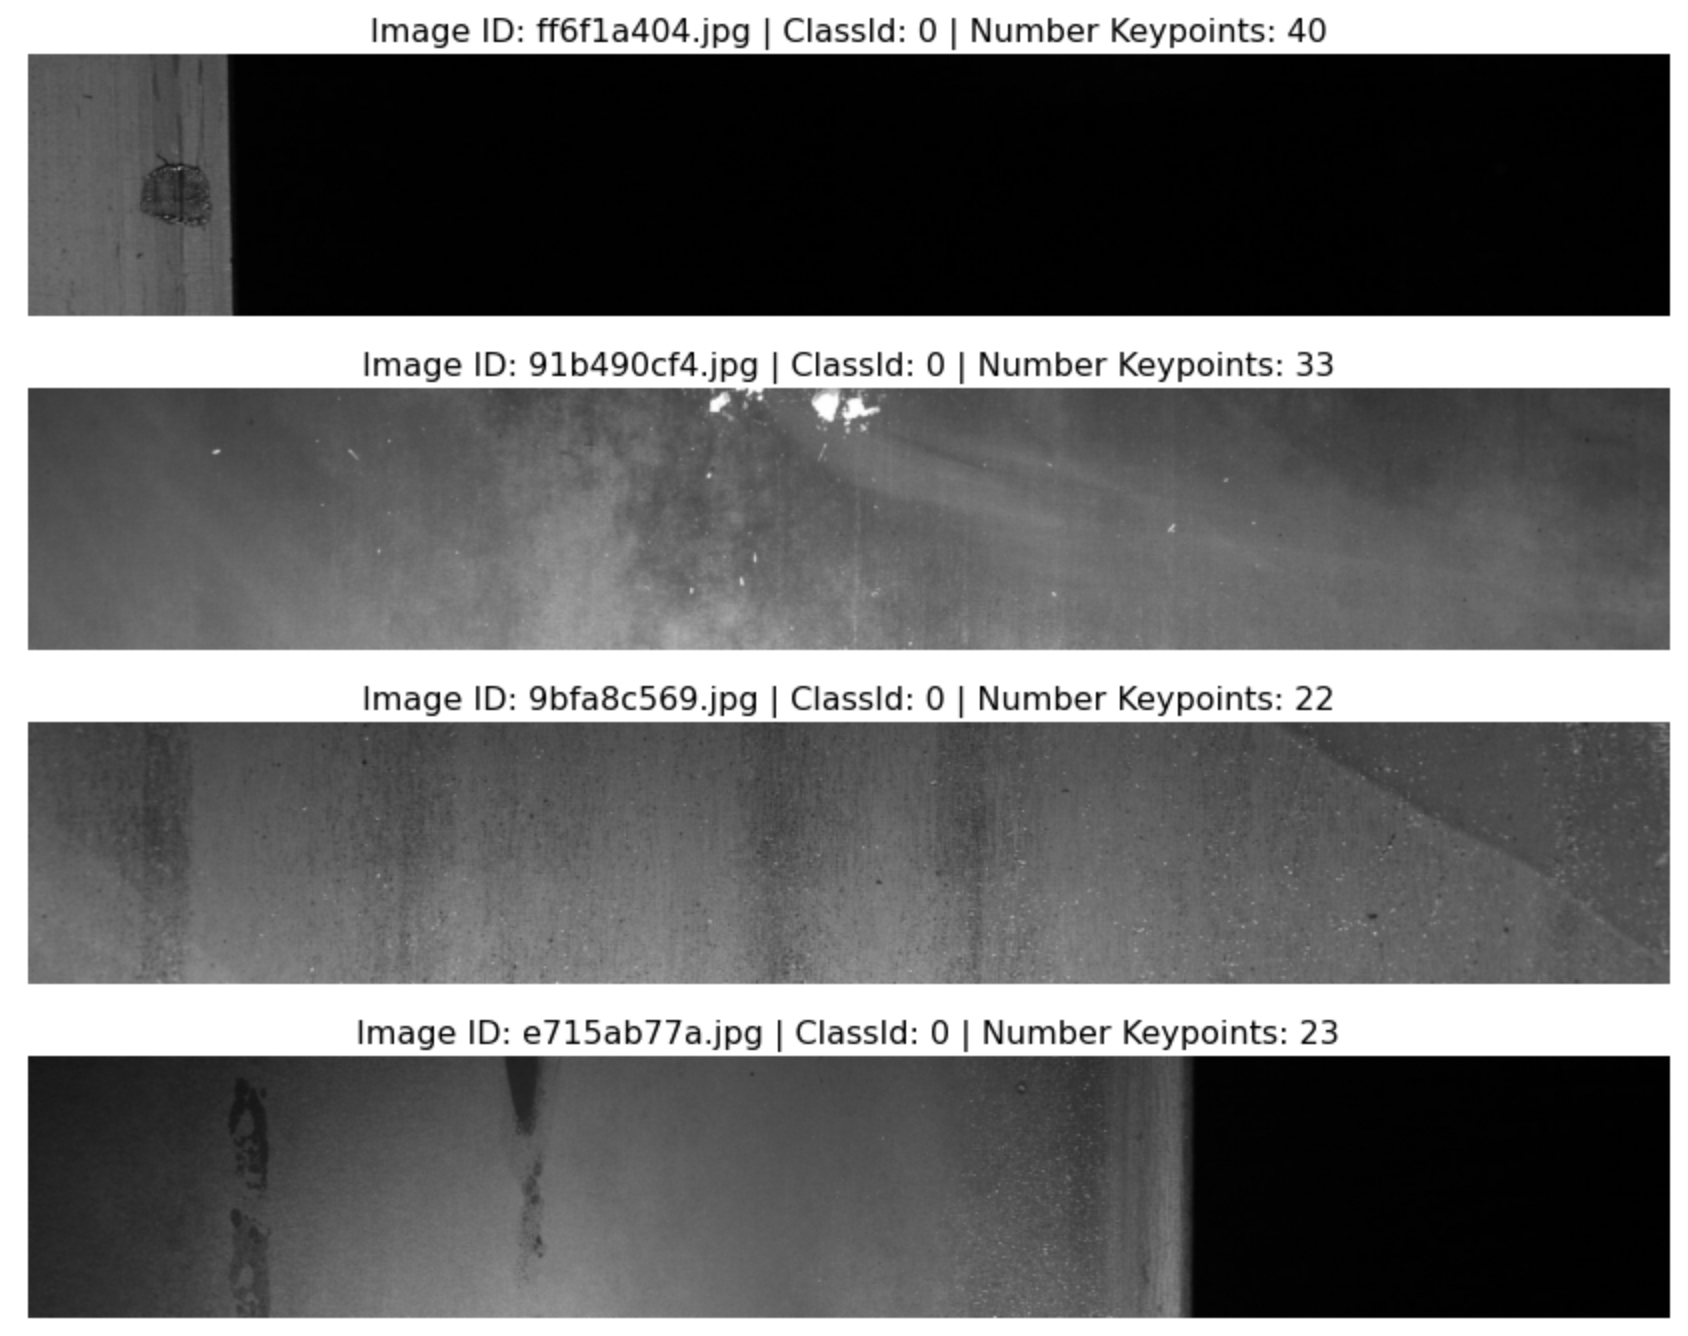 Image ID: ff6f1a404.jpg | ClassId: 0 | Number Keypoints: 40
Image ID: 91b490cf4.jpg | ClassId: 0 | Number Keypoints: 33
Image ID: 9bfa8c569.jpg | ClassId: 0 | Number Keypoints: 22
Image ID: e715ab77a.jpg | ClassId: 0 | Number Keypoints: 23